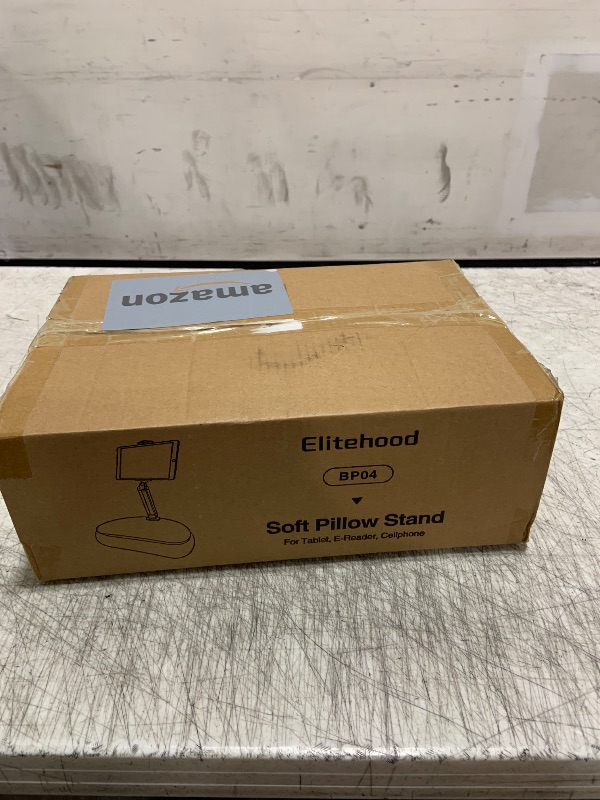 amazon
Elitehood
BP04
Soft Pillow Stand
For Tablet, E-Reader, Cellphone